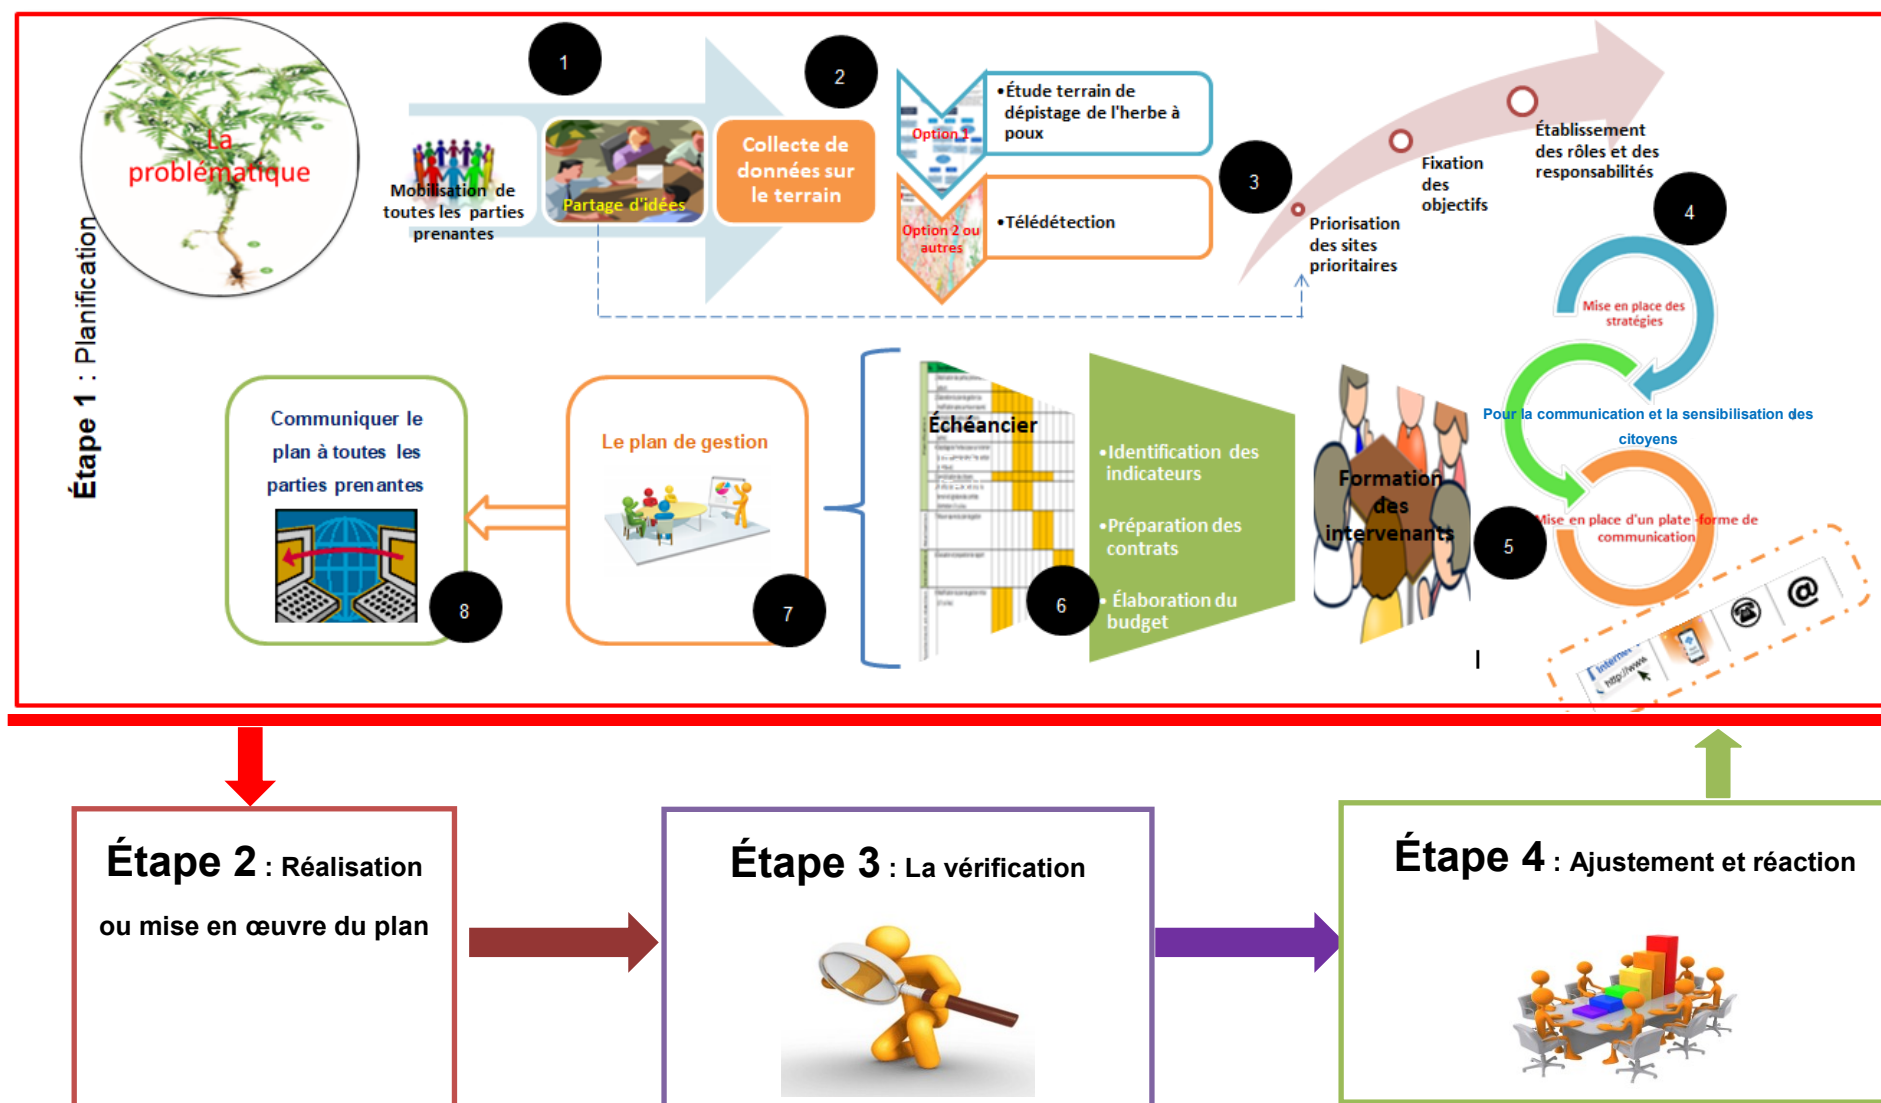 Étape 1 : Planification
La
problématique
1
Mobilisation de
toutes les parties
prenantes
Partage d'idées
2
Collecte de
données sur
le terrain
Option 1
•Étude terrain de
dépistage de l'herbe à
poux
Option 2 ou
autres
•Télédétection
3
Priorisation
des sites
prioritaires
Fixation
des
objectifs
Établissement
des rôles et des
responsabilités
4
Mise en place des
stratégies
Pour la communication et la sensibilisation des
citoyens
Mise en place d'un plate -forme de
communication
Internet
http://www.
@
5
Formation
des
intervenants
•Identification des
indicateurs
•Préparation des
contrats
• Élaboration du
budget
6
Échéancier
7
Le plan de gestion
8
Communiquer le
plan à toutes les
parties prenantes
Étape 2 : Réalisation
ou mise en œuvre du plan
Étape 3 : La vérification
Étape 4 : Ajustement et réaction